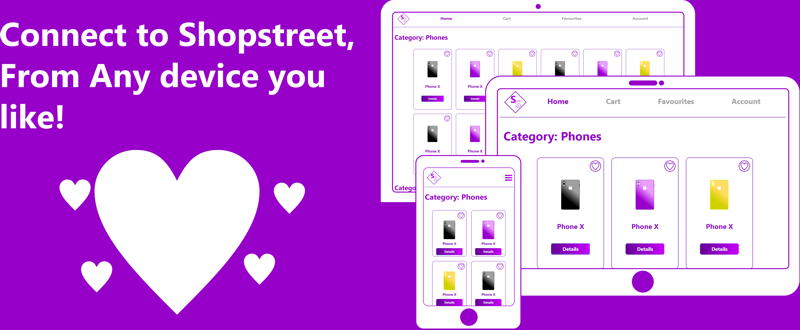 Connect to Shopstreet,
From Any device you
like!
S
Home Cart Favourites Account
Category: Phones
Phone X
Details
Phone X
Details
S
Home Cart Favourites Account
Category: Phones
Phone X Phone X Phone X
Details Details Details
S
Category: Phones
Phone X Phone X
Details Details
Phone X Phone X
Details Details